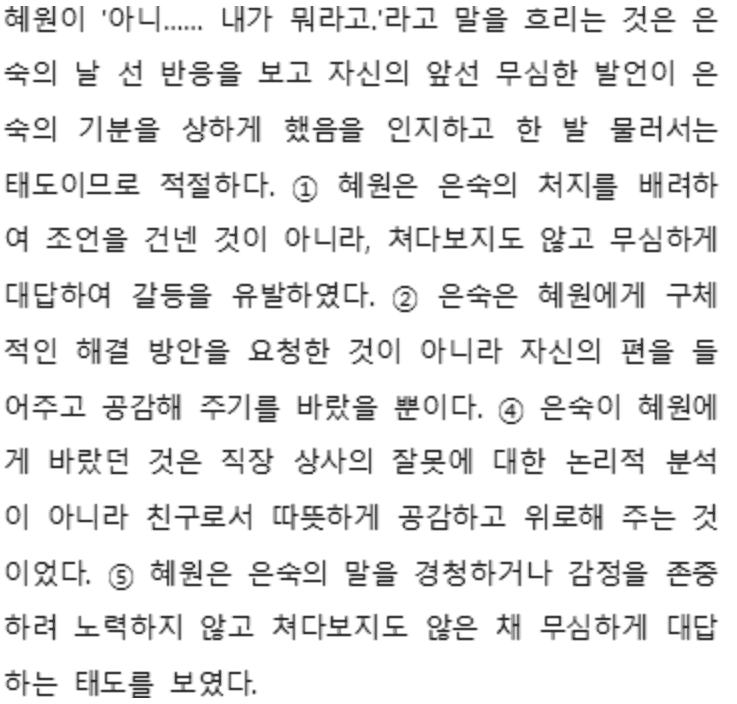 혜원이 '아니...... 내가 뭐라고.'라고 말을 흐리는 것은 은
숙의 날 선 반응을 보고 자신의 앞선 무심한 발언이 은
숙의 기분을 상하게 했음을 인지하고 한 발 물러서는
태도이므로 적절하다. ① 혜원은 은숙의 처지를 배려하
여 조언을 건넨 것이 아니라, 쳐다보지도 않고 무심하게
대답하여 갈등을 유발하였다. ② 은숙은 혜원에게 구체
적인 해결 방안을 요청한 것이 아니라 자신의 편을 들
어주고 공감해 주기를 바랐을 뿐이다. ④ 은숙이 혜원에
게 바랐던 것은 직장 상사의 잘못에 대한 논리적 분석
이 아니라 친구로서 따뜻하게 공감하고 위로해 주는 것
이었다. ⑤ 혜원은 은숙의 말을 경청하거나 감정을 존중
하려 노력하지 않고 쳐다보지도 않은 채 무심하게 대답
하는 태도를 보였다.